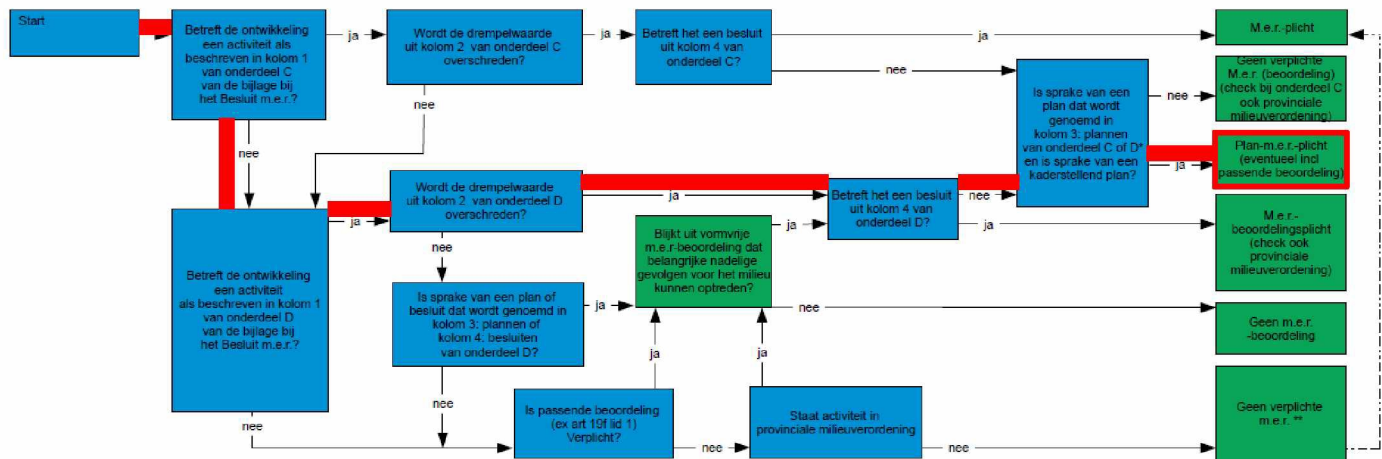 Start
Betreft de ontwikkeling
een activiteit als
beschreven in kolom 1
van onderdeel C
van de bijlage bij
het Besluit m.e.r.?
ja
nee
Wordt de drempelwaarde
uit kolom 2 van onderdeel C
overschreden?
ja
nee
Betreft het een besluit
uit kolom 4 van
onderdeel C?
ja
nee
M.e.r.-plicht
Is sprake van een
plan dat wordt
genoemd in
kolom 3: plannen
van onderdeel C of D*
en is sprake van een
kaderstellend plan?
nee
ja
Geen verplichte
M.e.r. (beoordeling)
(check bij onderdeel C
ook provinciale
milieuverordening)
Plan-m.e.r.-plicht
(eventueel incl
passende beoordeling)
Betreft de ontwikkeling
een activiteit
als beschreven in kolom 1
van onderdeel D
van de bijlage bij
het Besluit m.e.r.?
ja
nee
Wordt de drempelwaarde
uit kolom 2 van onderdeel D
overschreden?
ja
nee
Betreft het een besluit
uit kolom 4 van
onderdeel D?
nee
ja
M.e.r.-
beoordelingsplicht
(check ook
provinciale
milieuverordening)
Is sprake van een plan of
besluit dat wordt genoemd in
kolom 3: plannen of
kolom 4: besluiten
van onderdeel D?
ja
nee
Blijkt uit vormvrije
m.e.r-beoordeling dat
belangrijke nadelige
gevolgen voor het milieu
kunnen optreden?
ja
nee
Geen m.e.r.
-beoordeling
Is passende beoordeling
(ex art 19f lid 1)
Verplicht?
ja
nee
Staat activiteit in
provinciale milieuverordening
ja
nee
Geen verplichte
m.e.r. **